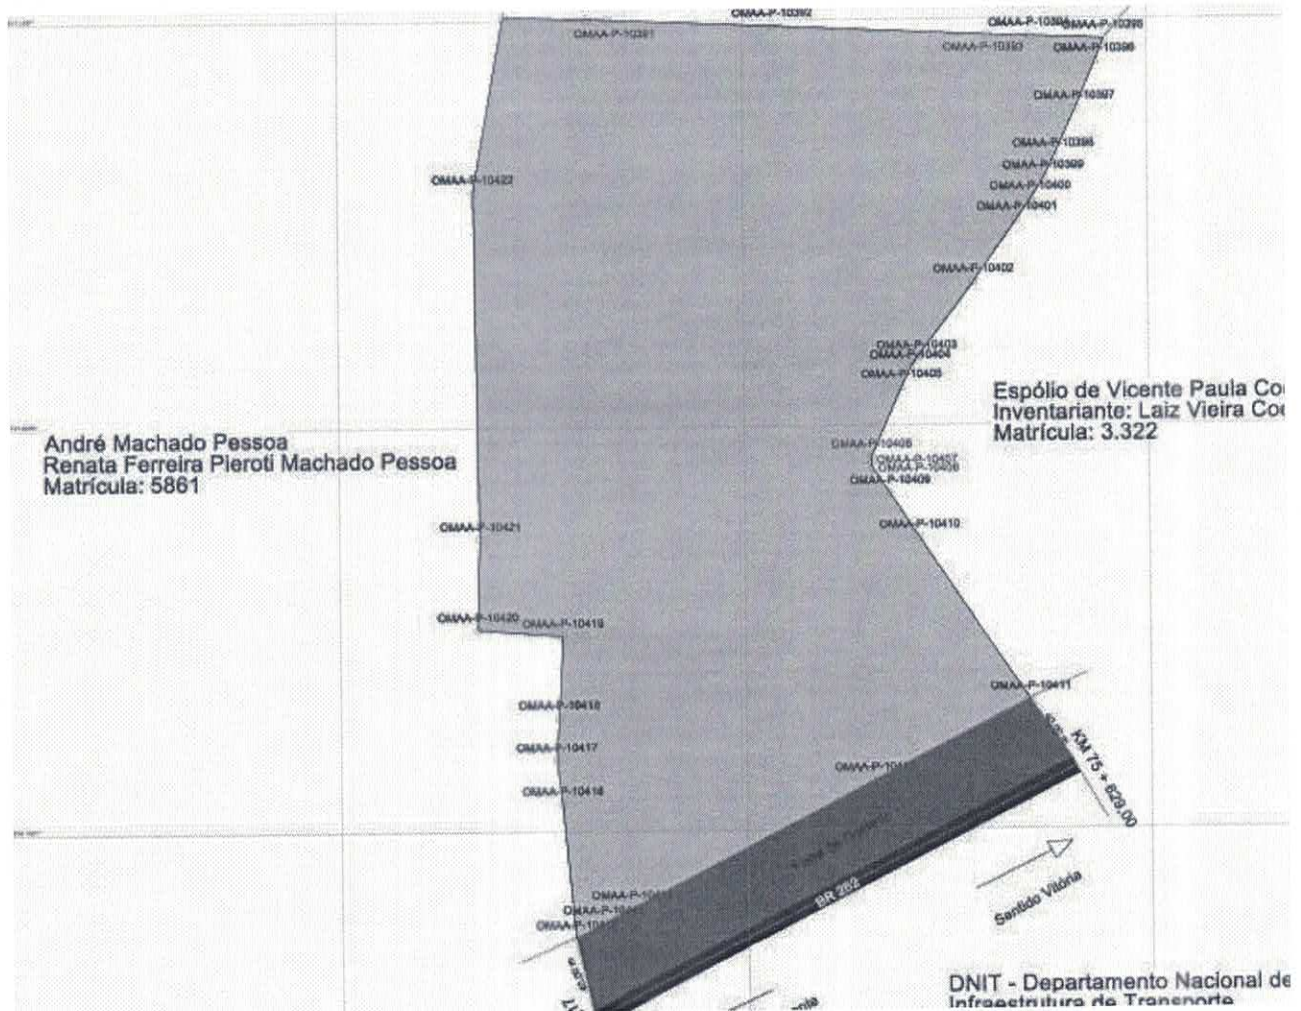 OMAA-P-10392
OMAA-P-10395
OMAA-P-10391
OMAA-P-10393
OMAA-P-10396
OMAA-P-10397
OMAA-P-10398
OMAA-P-10399
OMAA-P-10422
OMAA-P-10400
OMAA-P-10401
OMAA-P-10402
OMAA-P-10403
OMAA-P-10404
OMAA-P-10405
Espólio de Vicente Paula Co
Inventariante: Laiz Vieira Coe
Matrícula: 3.322
André Machado Pessoa
Renata Ferreira Pieroti Machado Pessoa
Matrícula: 5861
OMAA-P-10406
OMAA-P-10407
OMAA-P-10408
OMAA-P-10409
OMAA-P-10410
OMAA-P-10421
OMAA-P-10420
OMAA-P-10419
OMAA-P-10411
OMAA-P-10418
OMAA-P-10417
OMAA-P-10416
KM 75 + 629,00
BR 262
Sentido Vitória
DNIT - Departamento Nacional de
Infraestrutura de Transporte